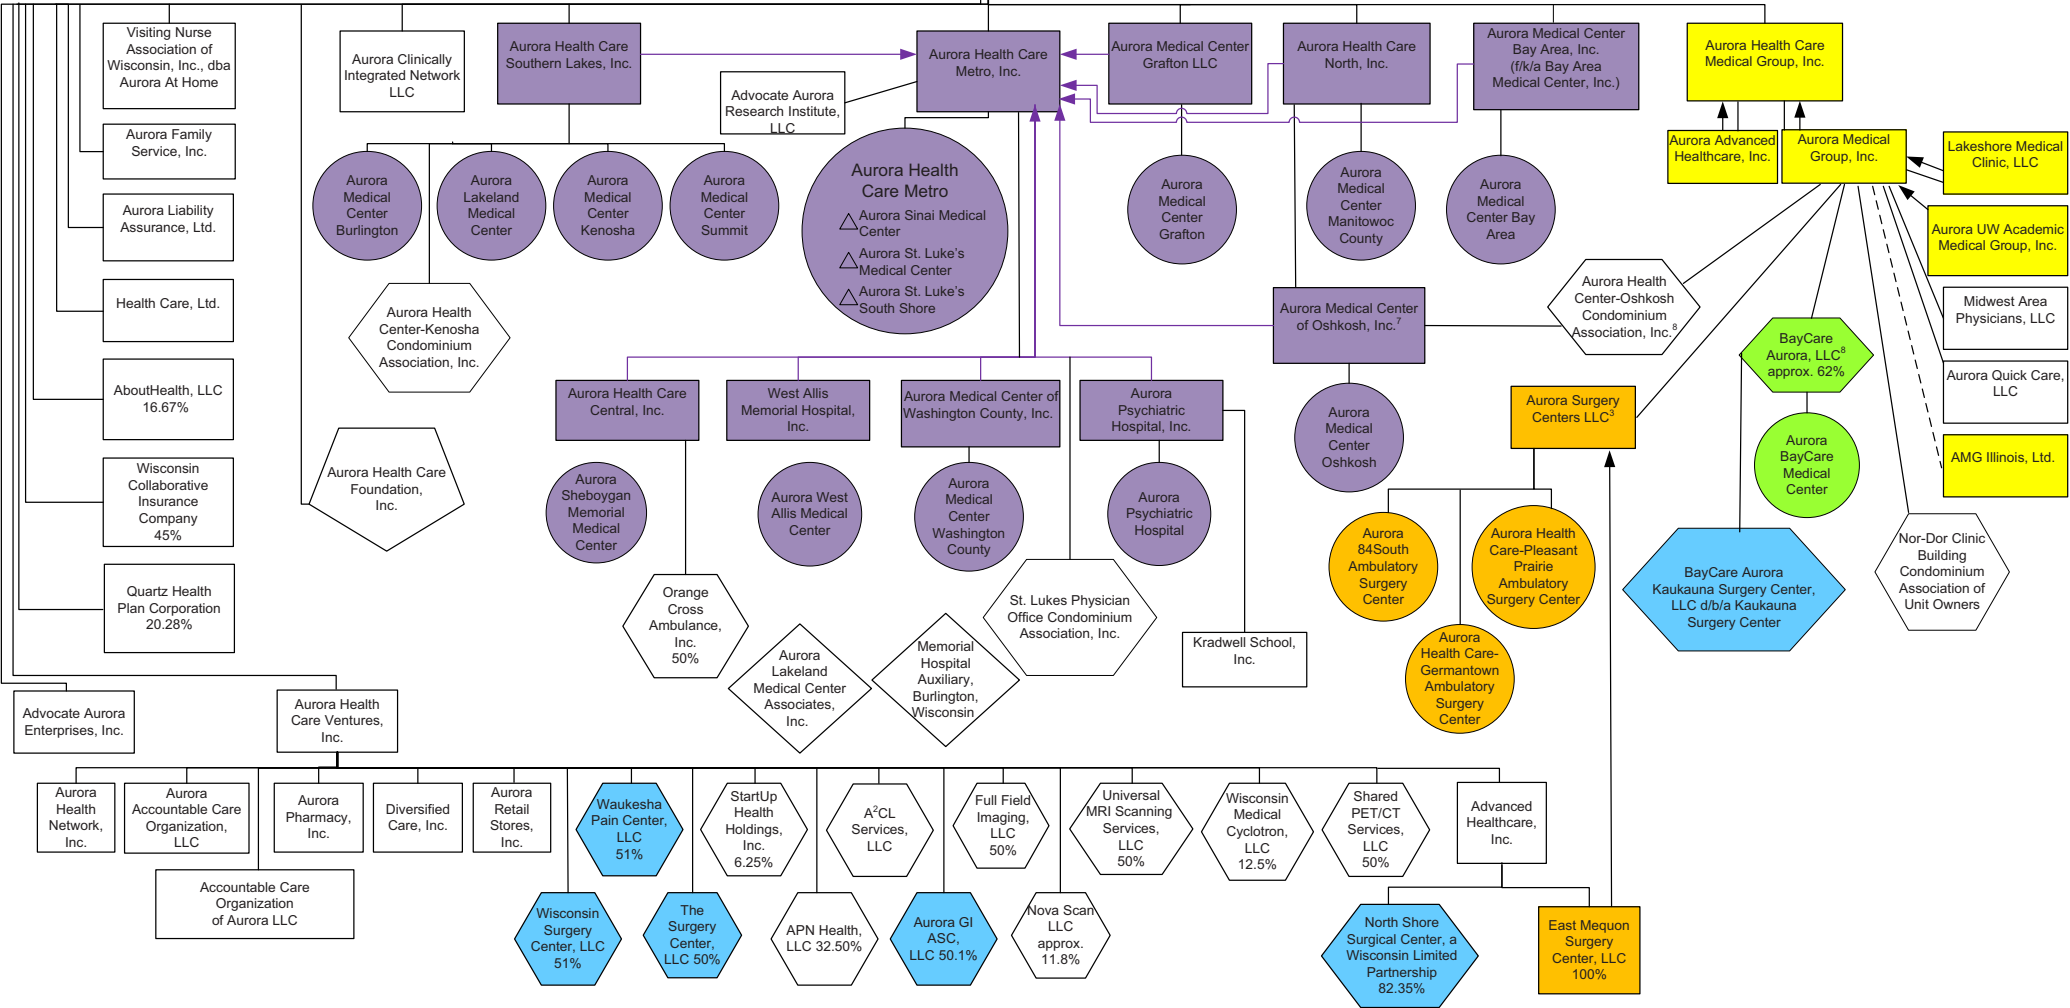 Visiting Nurse
Association of
Wisconsin, Inc., dba
Aurora At Home
Aurora Family
Service, Inc.
Aurora Liability
Assurance, Ltd.
Health Care, Ltd.
AboutHealth, LLC
16.67%
Wisconsin
Collaborative
Insurance
Company
45%
Quartz Health
Plan Corporation
20.28%
Aurora Clinically
Integrated Network
LLC
Aurora Health Care
Southern Lakes, Inc.
Advocate Aurora
Research Institute,
LLC
Aurora Health Care
Metro, Inc.
Aurora Medical Center
Grafton LLC
Aurora Health Care
North, Inc.
Aurora Medical Center
Bay Area, Inc.
(f/k/a Bay Area
Medical Center, Inc.)
Aurora Health Care
Medical Group, Inc.
Aurora Advanced
Healthcare, Inc.
Aurora Medical
Group, Inc.
Lakeshore Medical
Clinic, LLC
Aurora UW Academic
Medical Group, Inc.
Midwest Area
Physicians, LLC
Aurora Quick Care,
LLC
AMG Illinois, Ltd.
Aurora
Medical
Center
Burlington
Aurora
Lakeland
Medical
Center
Aurora
Medical
Center
Kenosha
Aurora
Medical
Center
Summit
Aurora Health
Care Metro
Aurora Sinai Medical
Center
Aurora St. Luke's
Medical Center
Aurora St. Luke's
South Shore
Aurora
Medical
Center
Grafton
Aurora
Medical
Center
Manitowoc
County
Aurora
Medical
Center Bay
Area
Aurora Health
Center-Kenosha
Condominium
Association, Inc.
Aurora Medical Center
of Oshkosh, Inc.7
Aurora Health
Center-Oshkosh
Condominium
Association, Inc.8
BayCare
Aurora, LLC8
approx. 62%
Aurora
BayCare
Medical
Center
Aurora Health Care
Foundation,
Inc.
Aurora Health Care
Central, Inc.
West Allis
Memorial Hospital,
Inc.
Aurora Medical Center of
Washington County, Inc.
Aurora
Psychiatric
Hospital, Inc.
Aurora
Medical
Center
Oshkosh
Aurora Surgery
Centers LLC3
Aurora
Sheboygan
Memorial
Medical
Center
Aurora West
Allis Medical
Center
Aurora
Medical
Center
Washington
County
Aurora
Psychiatric
Hospital
Aurora
84South
Ambulatory
Surgery
Center
Aurora Health
Care-Pleasant
Prairie
Ambulatory
Surgery Center
Aurora
Health Care-
Germantown
Ambulatory
Surgery
Center
BayCare Aurora
Kaukauna Surgery Center,
LLC d/b/a Kaukauna
Surgery Center
Nor-Dor Clinic
Building
Condominium
Association of
Unit Owners
Orange
Cross
Ambulance,
Inc.
50%
Aurora
Lakeland
Medical Center
Associates,
Inc.
Memorial
Hospital
Auxiliary,
Burlington,
Wisconsin
St. Lukes Physician
Office Condominium
Association, Inc.
Kradwell School,
Inc.
Advocate Aurora
Enterprises, Inc.
Aurora Health
Care Ventures,
Inc.
Aurora
Health
Network,
Inc.
Aurora
Accountable Care
Organization,
LLC
Accountable Care
Organization
of Aurora LLC
Aurora
Pharmacy,
Inc.
Diversified
Care, Inc.
Aurora
Retail
Stores,
Inc.
Wisconsin
Surgery
Center, LLC
51%
Waukesha
Pain Center,
LLC
51%
The
Surgery
Center,
LLC 50%
StartUp
Health
Holdings,
Inc.
6.25%
APN Health,
LLC 32.50%
A2CL
Services,
LLC
Aurora GI
ASC,
LLC 50.1%
Full Field
Imaging,
LLC
50%
Nova Scan
LLC
approx.
11.8%
Universal
MRI Scanning
Services,
LLC
50%
Wisconsin
Medical
Cyclotron,
LLC
12.5%
Shared
PET/CT
Services,
LLC
50%
Advanced
Healthcare,
Inc.
North Shore
Surgical Center, a
Wisconsin Limited
Partnership
82.35%
East Mequon
Surgery
Center, LLC
100%